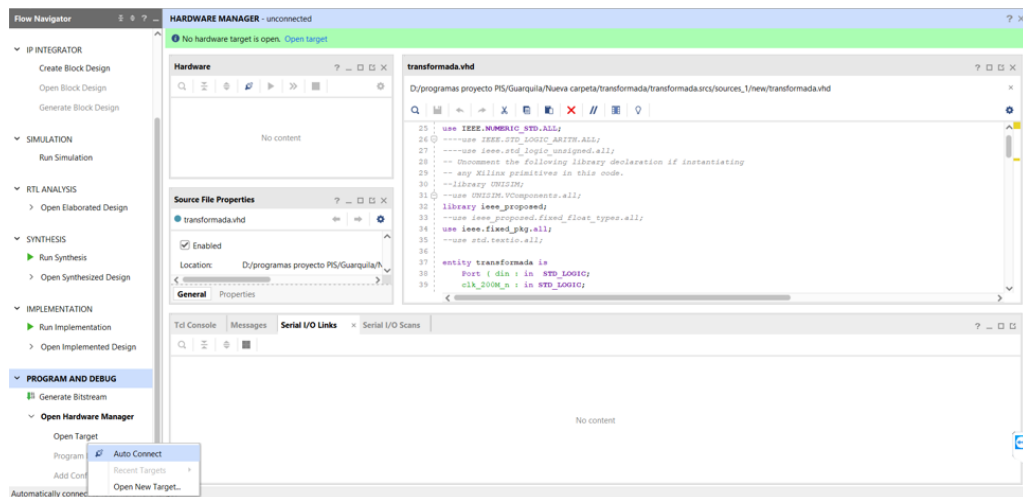 Flow Navigator
? _
IP INTEGRATOR
Create Block Design
Open Block Design
Generate Block Design
SIMULATION
Run Simulation
RTL ANALYSIS
> Open Elaborated Design
SYNTHESIS
Run Synthesis
> Open Synthesized Design
IMPLEMENTATION
Run Implementation
> Open Implemented Design
PROGRAM AND DEBUG
Generate Bitstream
Open Hardware Manager
Open Target
Program
Add
Auto Connect
Recent Targets
Open New Target...
Automatically
HARDWARE MANAGER - unconnected
No hardware target is open. Open target
Hardware
No content
Source File Properties
transformada.vhd
Enabled
Location: D:/programas proyecto PIS/Guarquila/N
General Properties
transformada.vhd
D:/programas proyecto PIS/Guarquila/Nueva carpeta/transformada/transformada.srcs/sources_1/new/transformada.vhd
25 use IEEE.NUMERIC_STD.ALL;
26 ----use IEEE.STD_LOGIC_ARITH.ALL;
27 ----use ieee.std_logic_unsigned.all;
28 -- Uncomment the following library declaration if instantiating
29 -- any Xilinx primitives in this code.
30 --library UNISIM;
31 --use UNISIM.VComponents.all;
32 library ieee_proposed;
33 --use ieee_proposed.fixed_float_types.all;
34 use ieee.fixed_pkg.all;
35 --use std.textio.all;
36
37 entity transformada is
38 Port ( din : in STD_LOGIC;
39 clk_200M_n : in STD_LOGIC;
Tcl Console Messages Serial I/O Links × Serial I/O Scans
No content